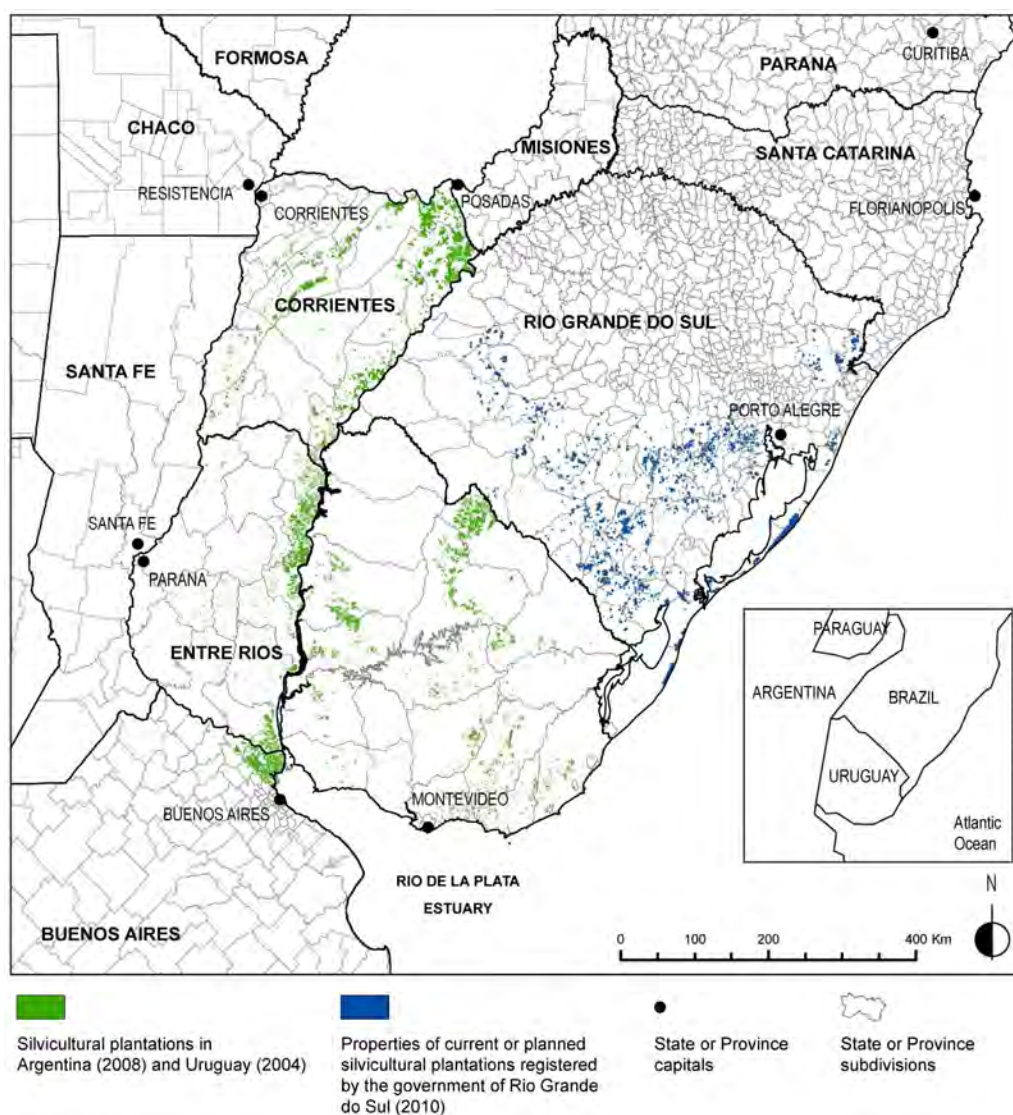 FORMOSA
PARANA
CURITIBA
CHACO
MISIONES
SANTA CATARINA
RESISTENCIA
CORRIENTES
POSADAS
FLORIANOPOLIS
CORRIENTES
RIO GRANDE DO SUL
SANTA FE
PORTO ALEGRE
SANTA FE
PARANA
ENTRE RIOS
PARAGUAY
ARGENTINA
BRAZIL
URUGUAY
Atlantic
Ocean
BUENOS AIRES
MONTEVIDEO
RIO DE LA PLATA
ESTUARY
BUENOS AIRES
N
0 100 200 400 Km
Silvicultural plantations in
Argentina (2008) and Uruguay (2004)
Properties of current or planned
silvicultural plantations registered
by the government of Rio Grande
do Sul (2010)
State or Province
capitals
State or Province
subdivisions